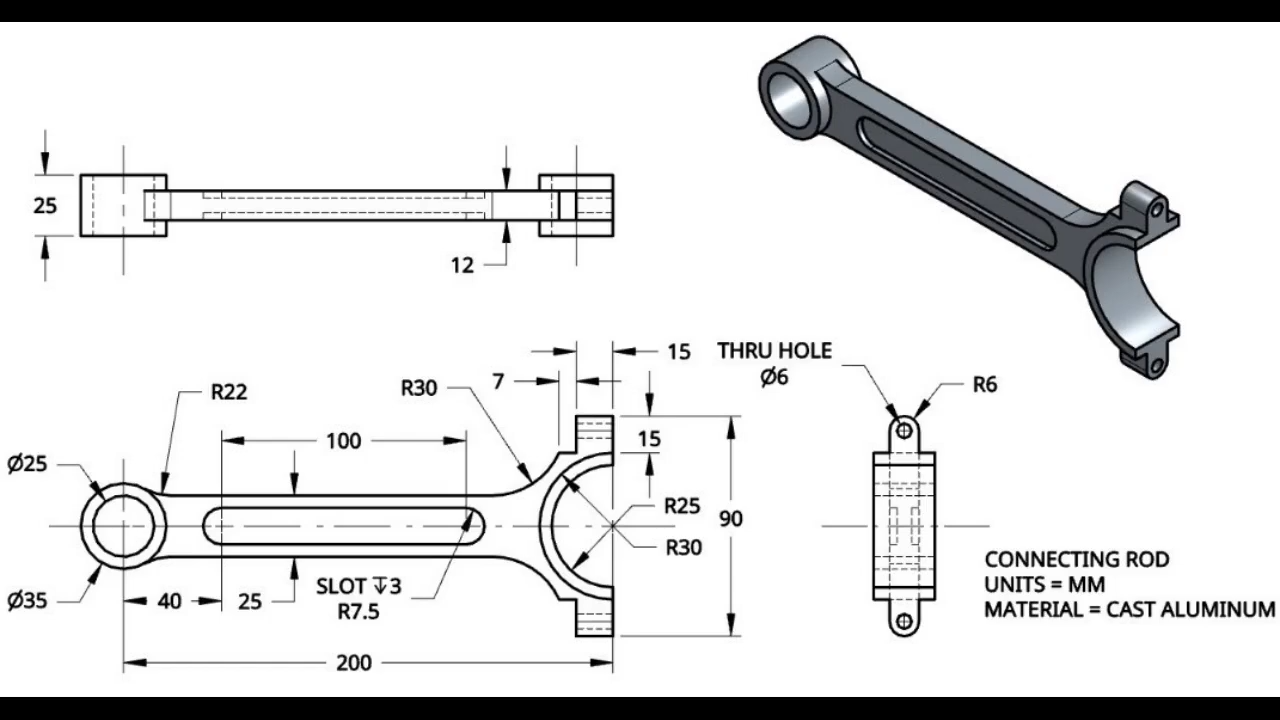 25
12
15
THRU HOLE
Ø6
7
R30
R6
R22
100
15
Ø25
R25
90
R30
CONNECTING ROD
SLOT ↧3
UNITS = MM
Ø35
40
25
R7.5
MATERIAL = CAST ALUMINUM
200